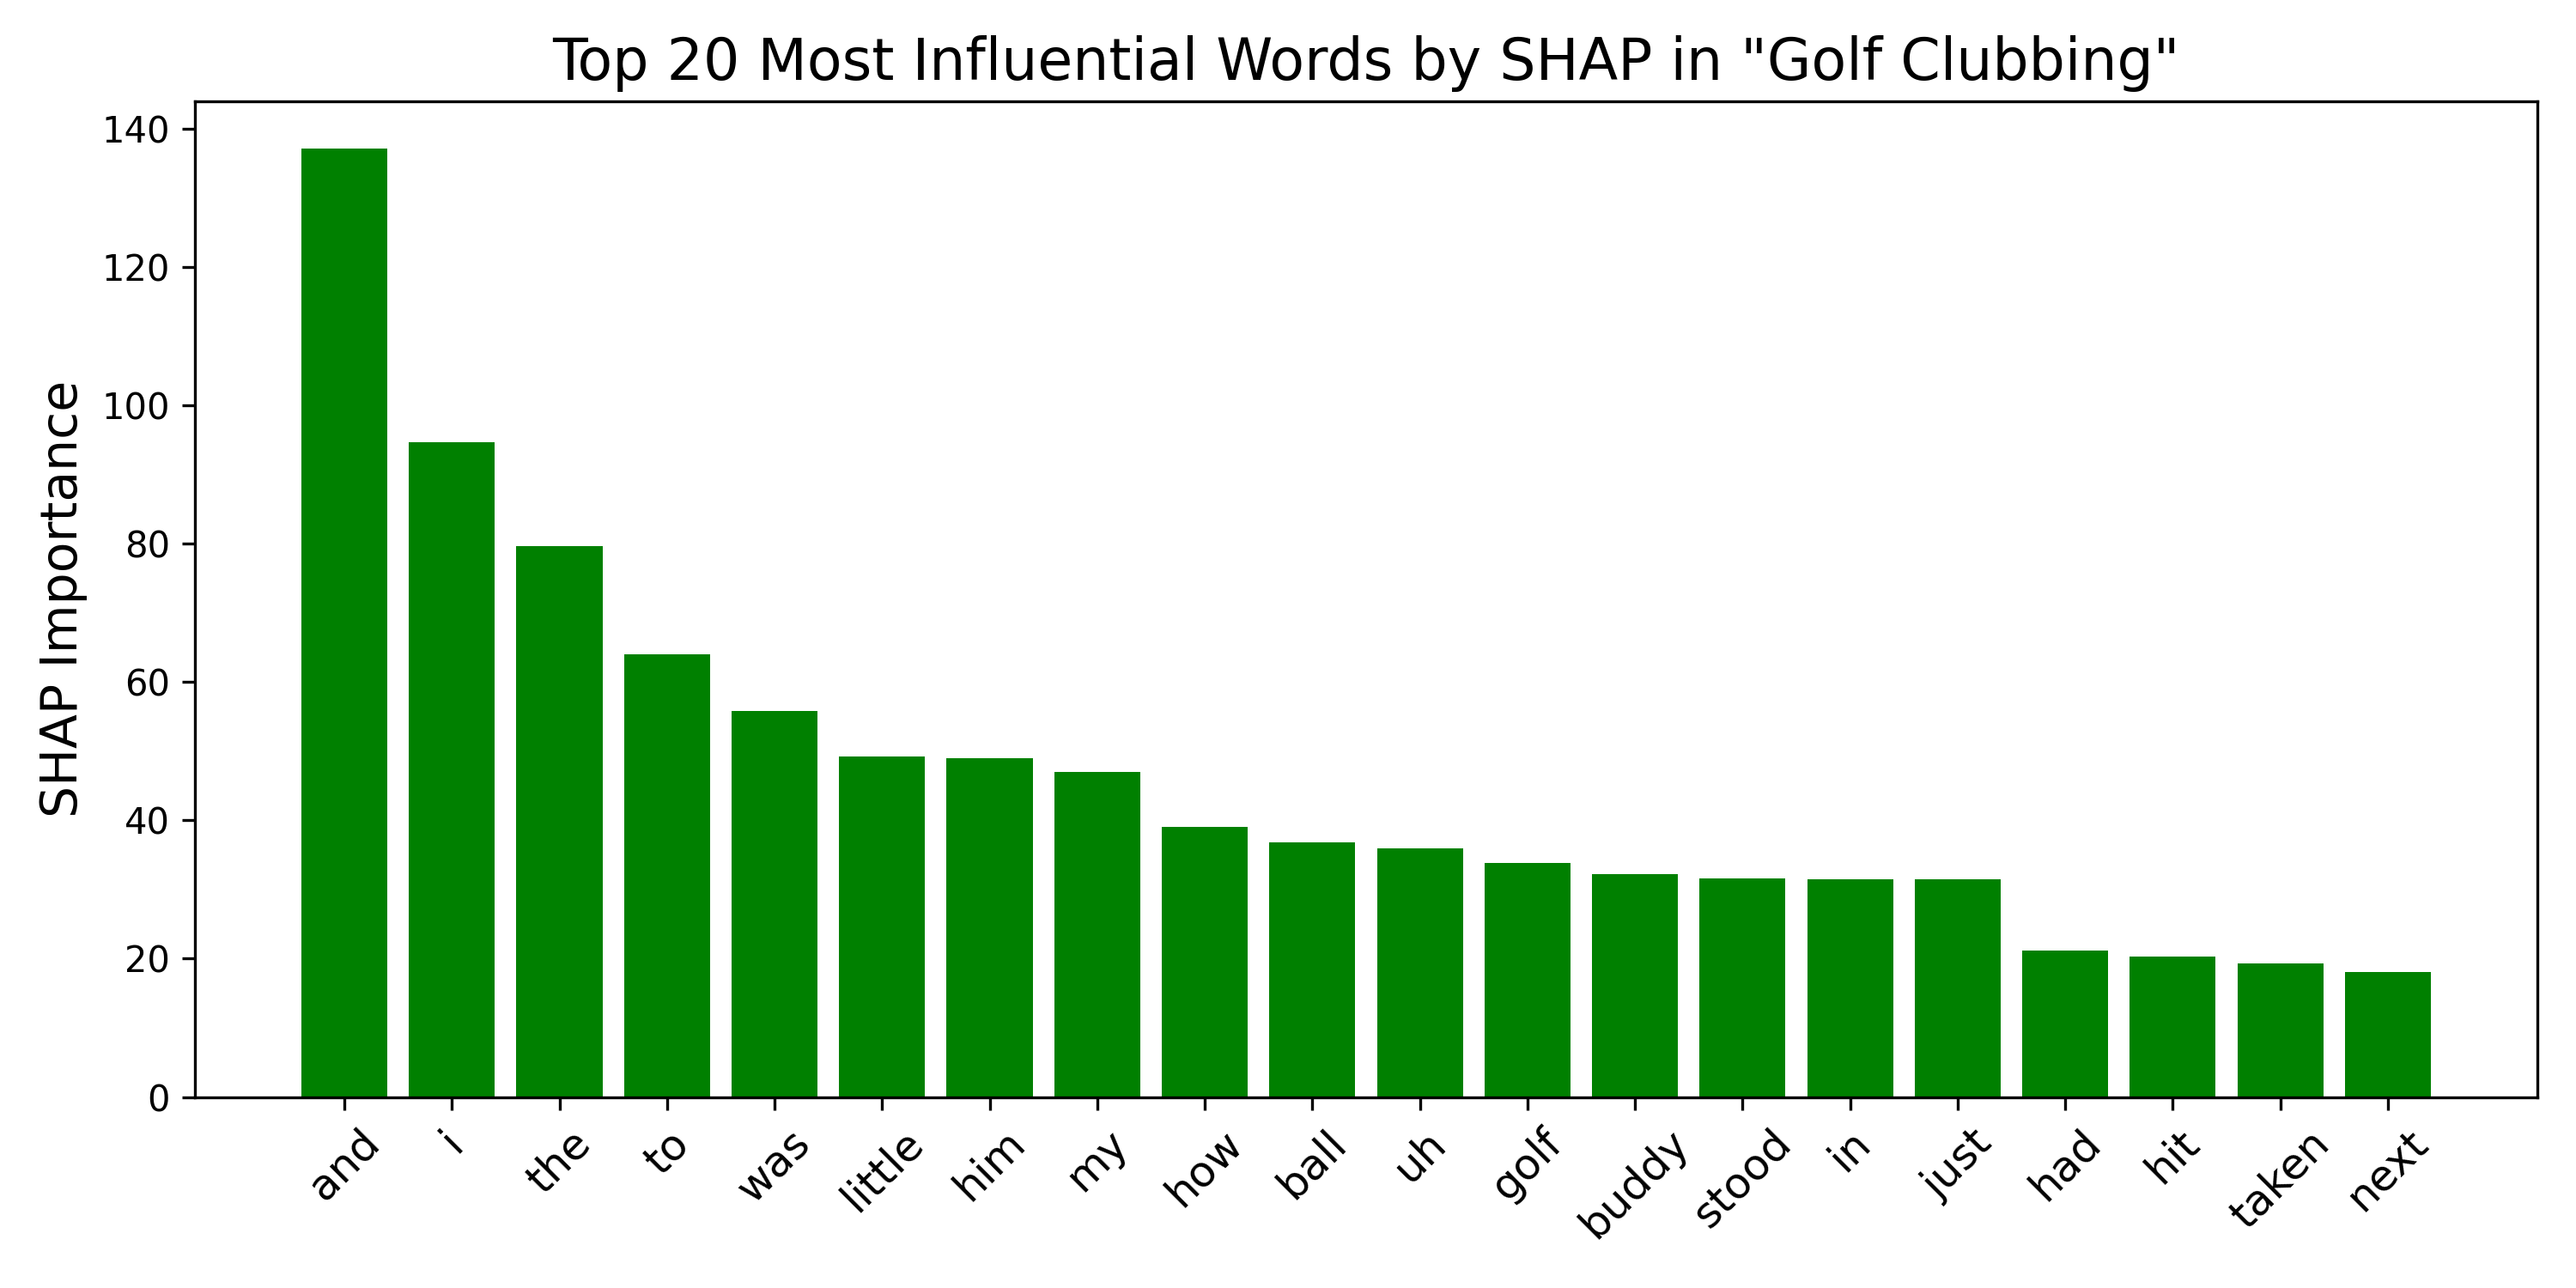 Top 20 Most Influential Words by SHAP in "Golf Clubbing"
SHAP Importance
140
120
100
80
60
40
20
0
and i the to was little him my how ball uh golf buddy stood in just had hit taken next